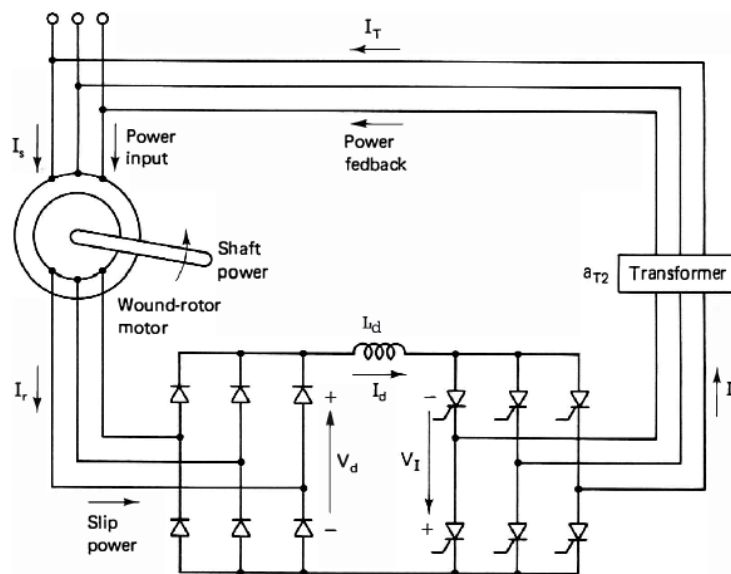 I_T
I_s
Power
input
Power
fedback
Shaft
power
a_T2
Transformer
Wound-rotor
motor
L_d
I_r
I_d
I
+
V_d
-
-
V_I
+
Slip
power